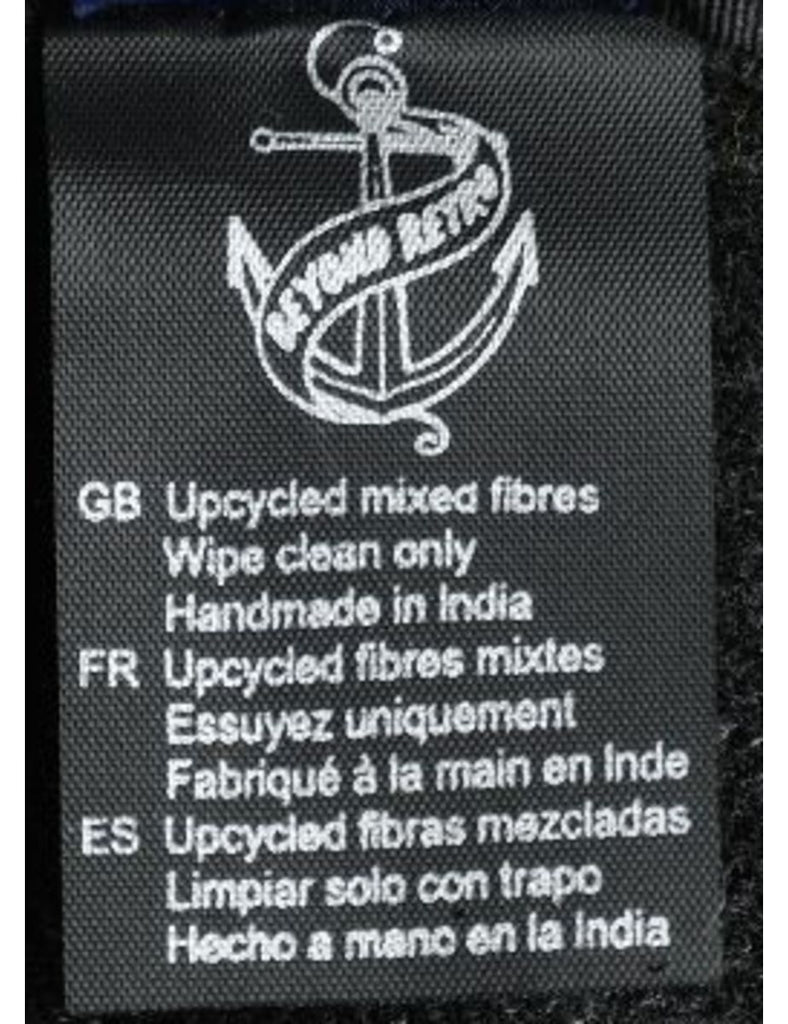 BEYOND RETRO
GB Upcycled mixed fibres
Wipe clean only
Handmade in India
FR Upcycled fibres mixtes
Essuyez uniquement
Fabriqué à la main en Inde
ES Upcycled fibras mezcladas
Limpiar solo con trapo
Hecho a mano en la India